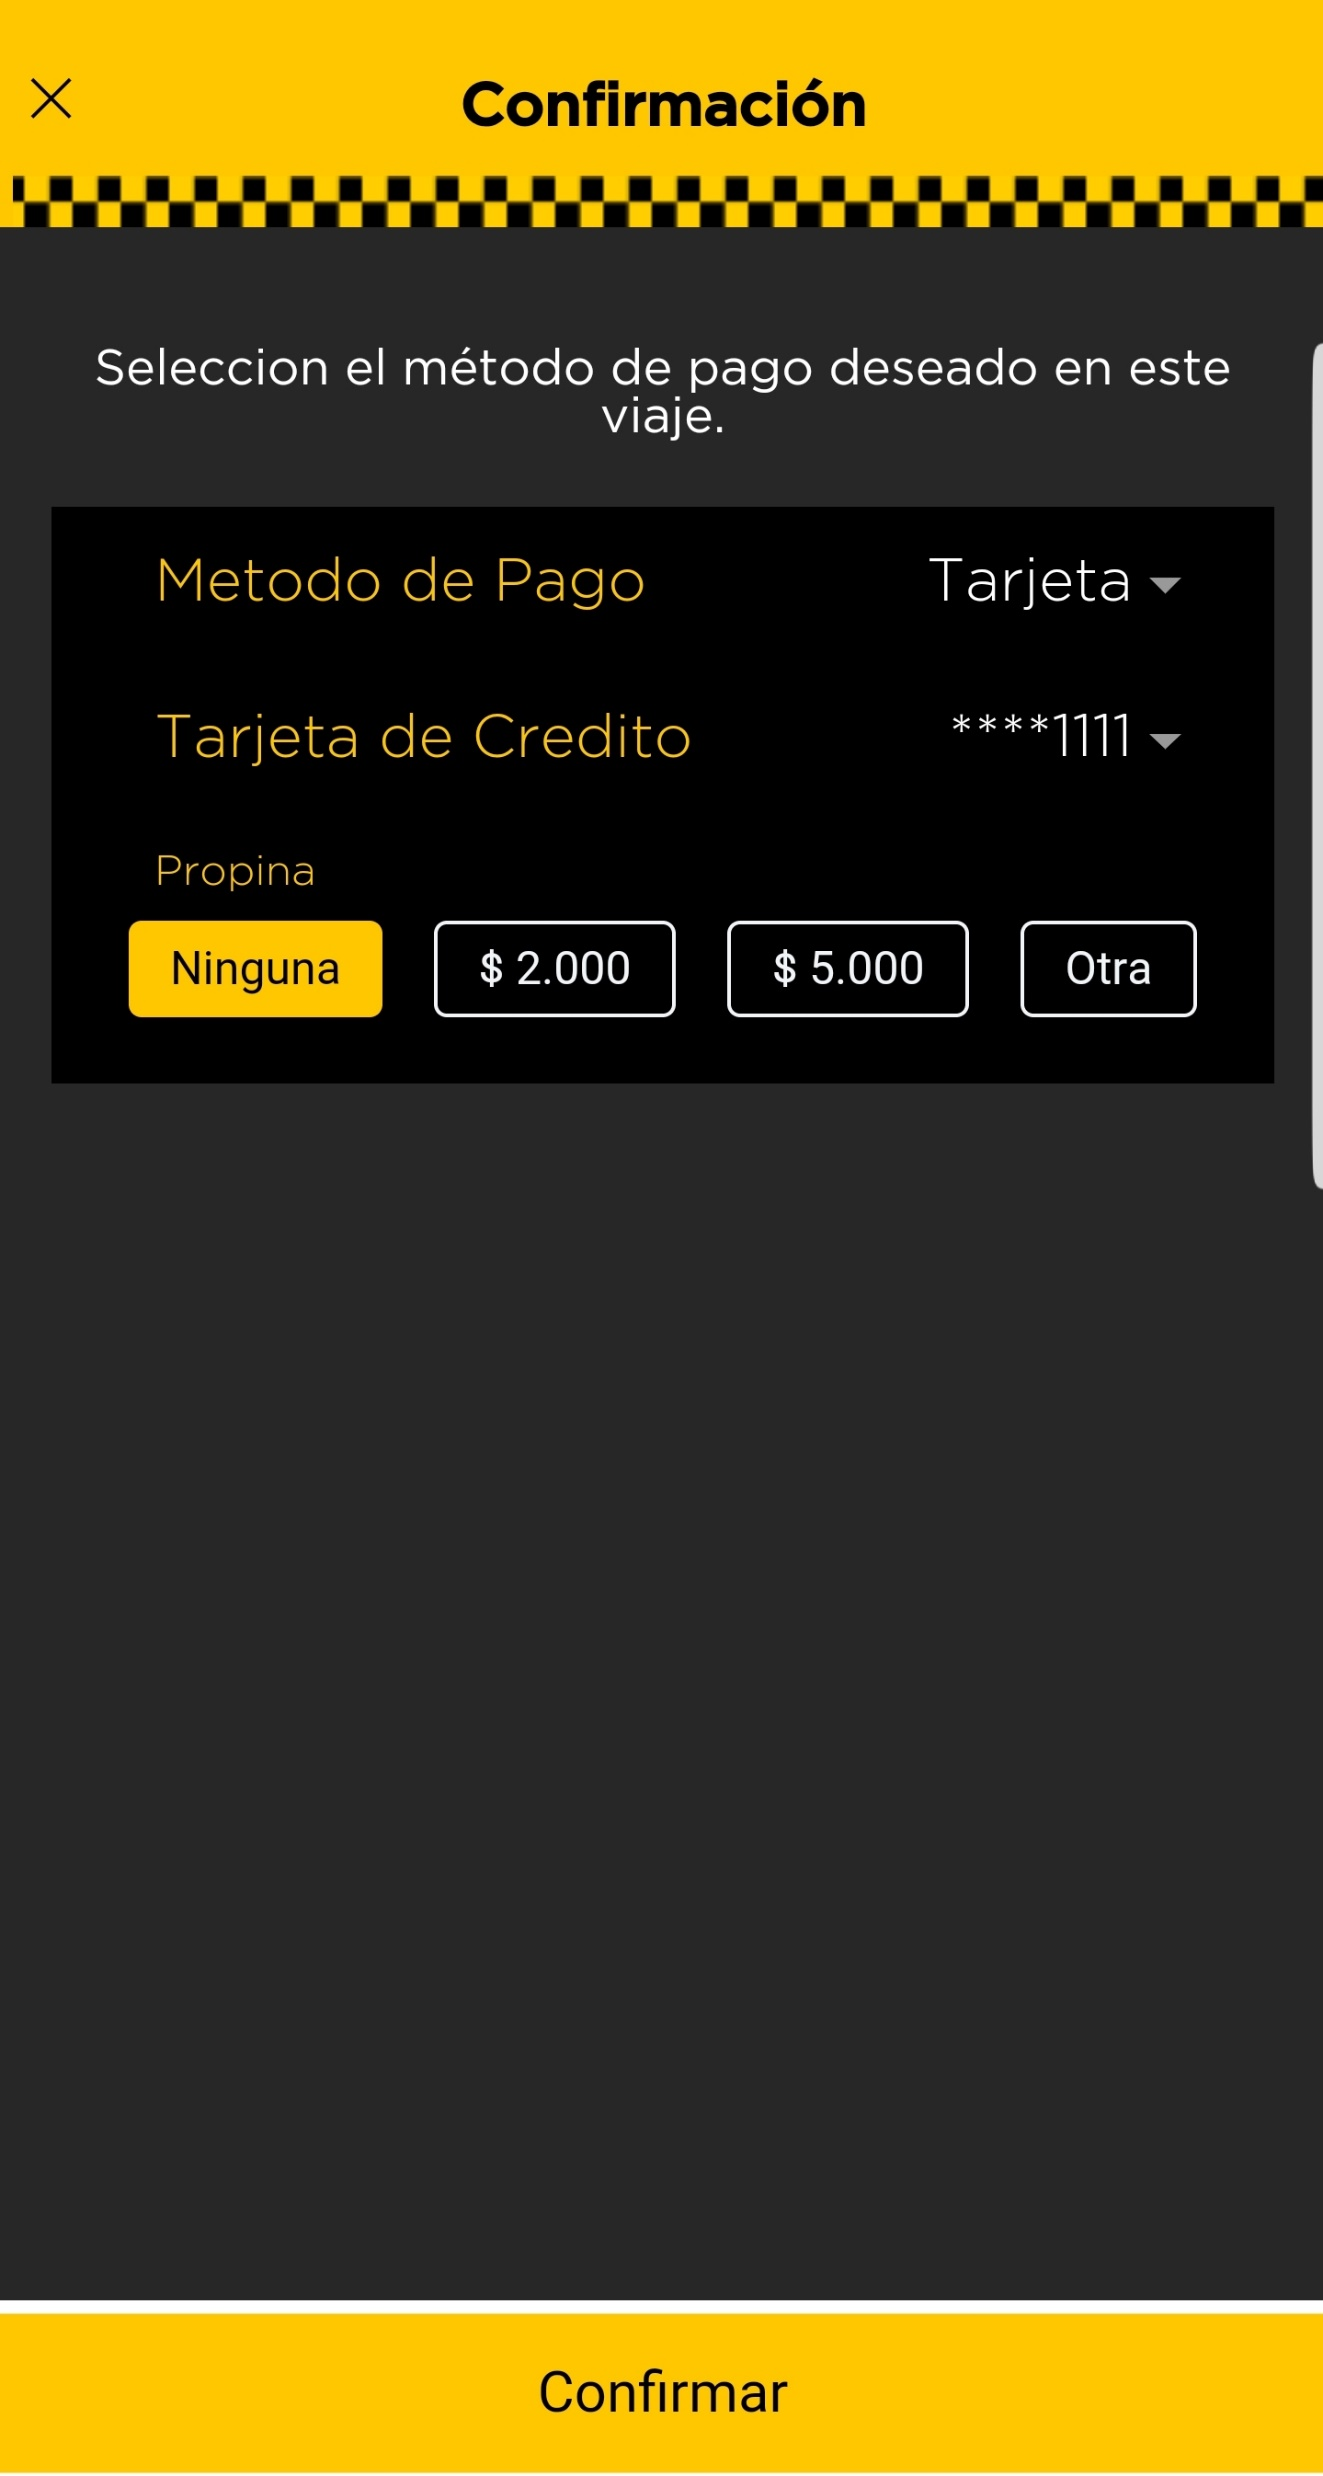 Confirmación
Seleccion el método de pago deseado en este
viaje.
Metodo de Pago Tarjeta
Tarjeta de Credito ****1111
Propina
Ninguna $ 2.000 $ 5.000 Otra
Confirmar